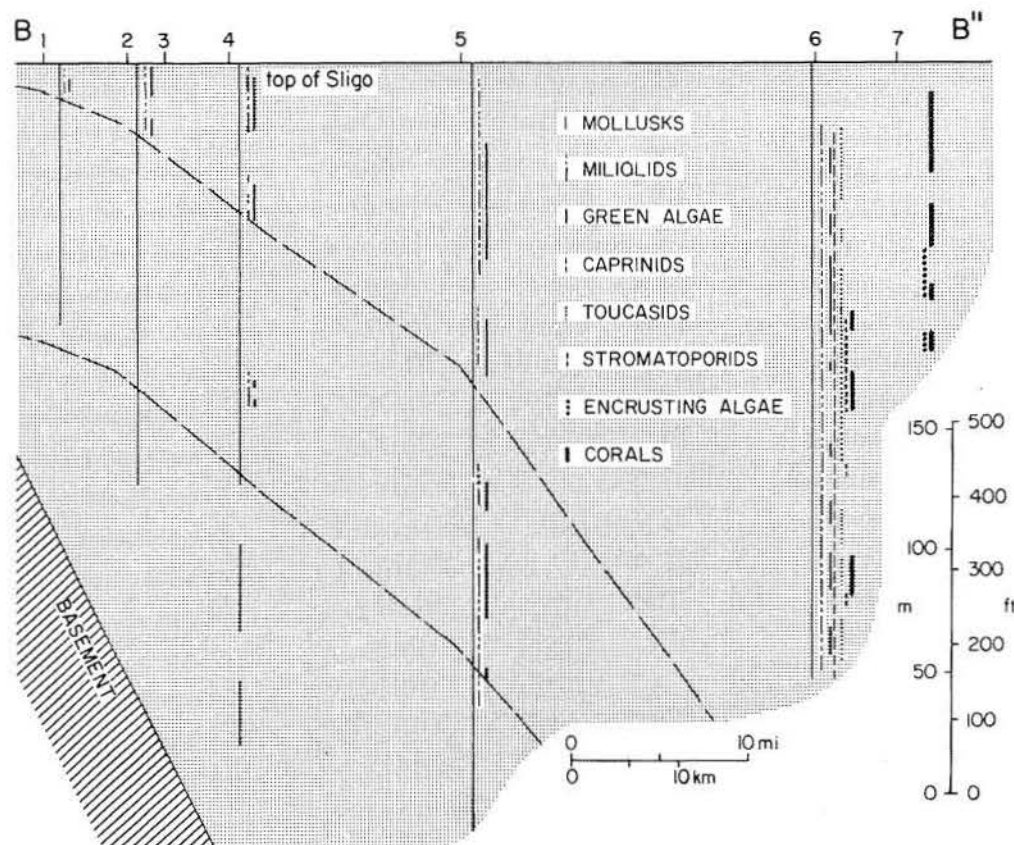 B B"
1 2 3 4 5 6 7
top of Sligo
MOLLUSKS
MILIOLIDS
GREEN ALGAE
CAPRINIDS
TOUCASIDS
STROMATOPORIDS
ENCRUSTING ALGAE
CORALS
150 500
400
100 300
m ft
200
50
100
0 0
BASEMENT
0 10 mi
0 10 km